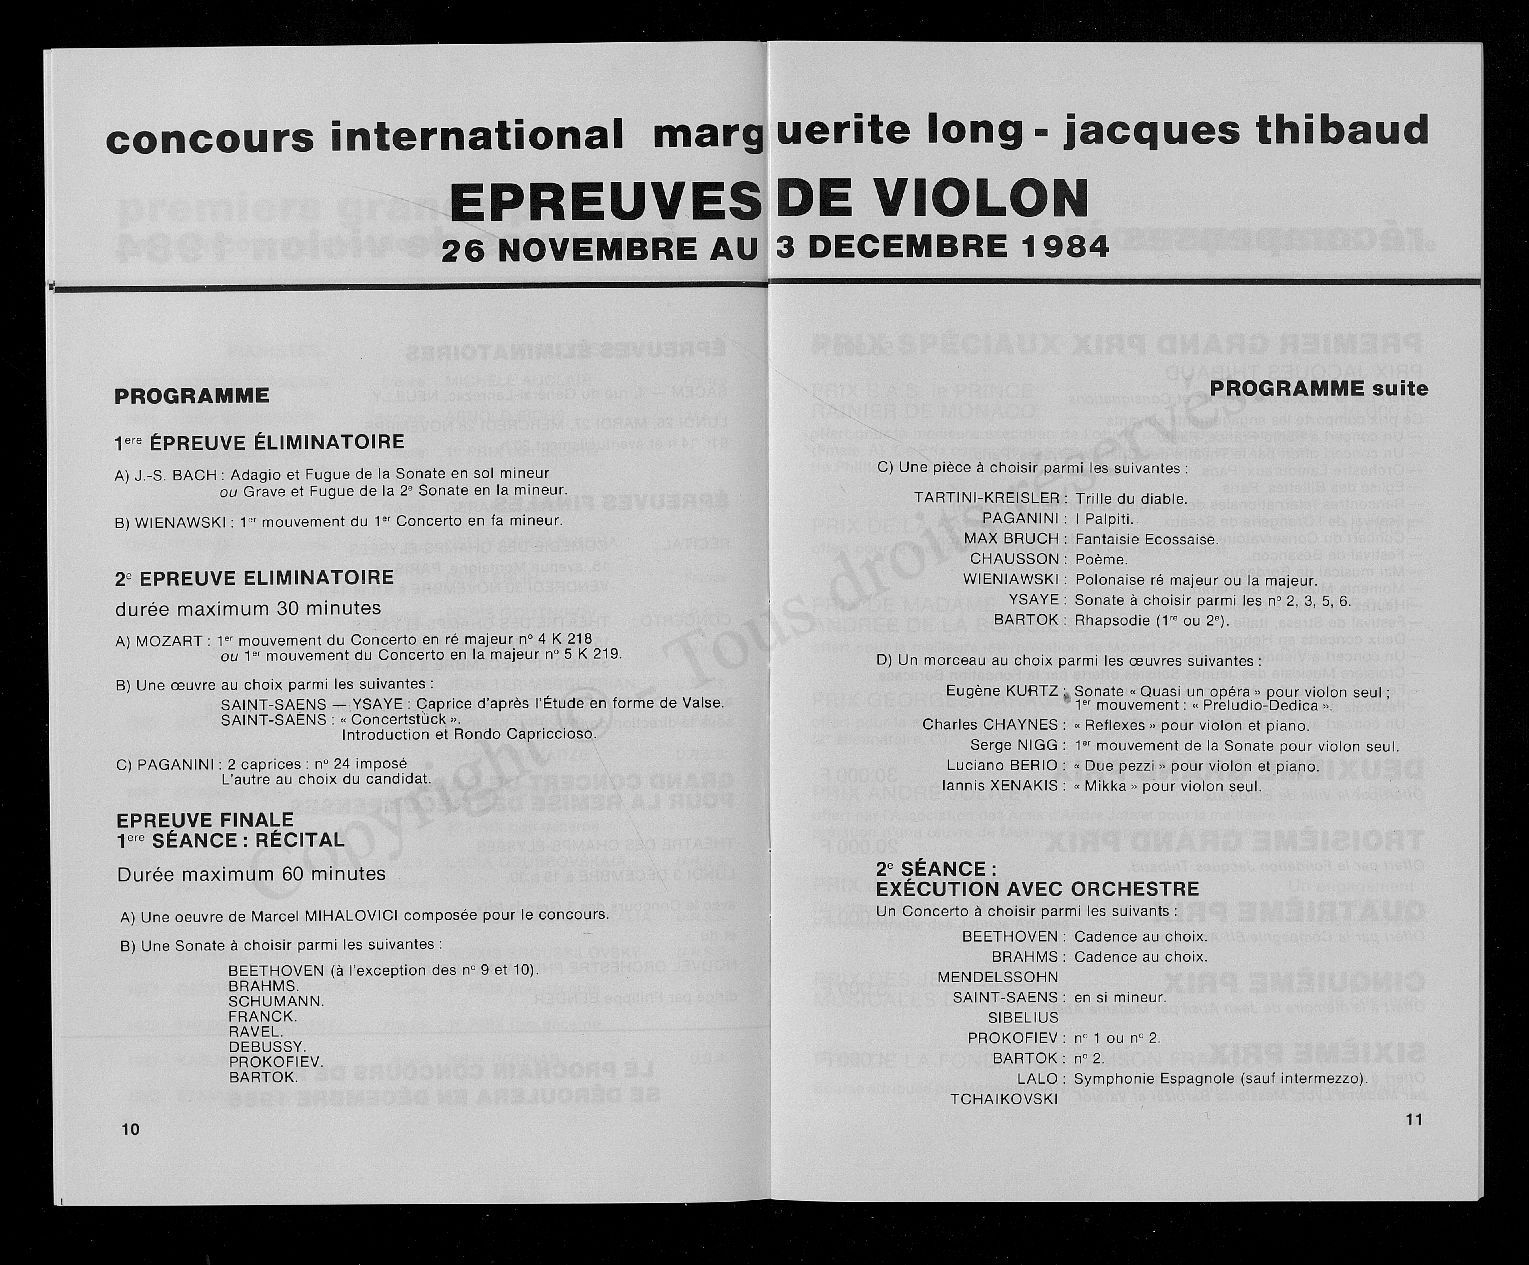 concours international marguerite long - jacques thibaud
EPREUVES DE VIOLON
26 NOVEMBRE AU 3 DECEMBRE 1984
PROGRAMME
1ere ÉPREUVE ÉLIMINATOIRE
A) J.-S. BACH : Adagio et Fugue de la Sonate en sol mineur
ou Grave et Fugue de la 2e Sonate en la mineur.
B) WIENAWSKI : 1er mouvement du 1er Concerto en fa mineur.
2e EPREUVE ELIMINATOIRE
durée maximum 30 minutes
A) MOZART : 1er mouvement du Concerto en ré majeur nº 4 K 218
ou 1er mouvement du Concerto en la majeur nº 5 K 219.
B) Une œuvre au choix parmi les suivantes :
SAINT-SAENS — YSAYE : Caprice d'après l'Étude en forme de Valse.
SAINT-SAENS : « Concertstück ».
Introduction et Rondo Capriccioso.
C) PAGANINI : 2 caprices : nº 24 imposé
L'autre au choix du candidat.
EPREUVE FINALE
1ere SÉANCE : RÉCITAL
Durée maximum 60 minutes
A) Une oeuvre de Marcel MIHALOVICI composée pour le concours.
B) Une Sonate à choisir parmi les suivantes :
BEETHOVEN (à l'exception des nº 9 et 10).
BRAHMS.
SCHUMANN.
FRANCK.
RAVEL.
DEBUSSY.
PROKOFIEV.
BARTOK.
10
PROGRAMME suite
C) Une pièce à choisir parmi les suivantes :
TARTINI-KREISLER : Trille du diable.
PAGANINI : I Palpiti.
MAX BRUCH : Fantaisie Ecossaise.
CHAUSSON : Poème.
WIENIAWSKI : Polonaise ré majeur ou la majeur.
YSAYE : Sonate à choisir parmi les nº 2, 3, 5, 6.
BARTOK : Rhapsodie (1re ou 2e).
D) Un morceau au choix parmi les œuvres suivantes :
Eugène KURTZ : Sonate « Quasi un opéra » pour violon seul ;
1er mouvement : « Preludio-Dedica ».
Charles CHAYNES : « Reflexes » pour violon et piano.
Serge NIGG : 1er mouvement de la Sonate pour violon seul.
Luciano BERIO : « Due pezzi » pour violon et piano.
Iannis XENAKIS : « Mikka » pour violon seul.
2e SÉANCE :
EXÉCUTION AVEC ORCHESTRE
Un Concerto à choisir parmi les suivants :
BEETHOVEN : Cadence au choix.
BRAHMS : Cadence au choix.
MENDELSSOHN
SAINT-SAENS : en si mineur.
SIBELIUS
PROKOFIEV : nº 1 ou nº 2.
BARTOK : nº 2.
LALO : Symphonie Espagnole (sauf intermezzo).
TCHAIKOVSKI
11
Copyright © - Tous droits réservés